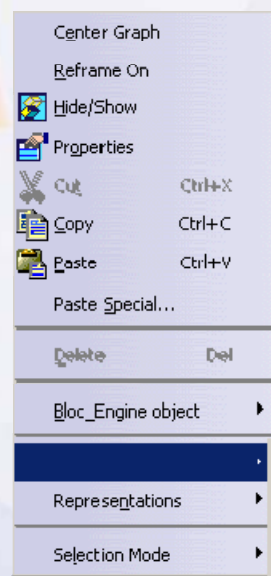 Center Graph
Reframe On
Hide/Show
Properties
Cut Ctrl+X
Copy Ctrl+C
Paste Ctrl+V
Paste Special...
Delete Del
Bloc_Engine object
Representations
Selection Mode